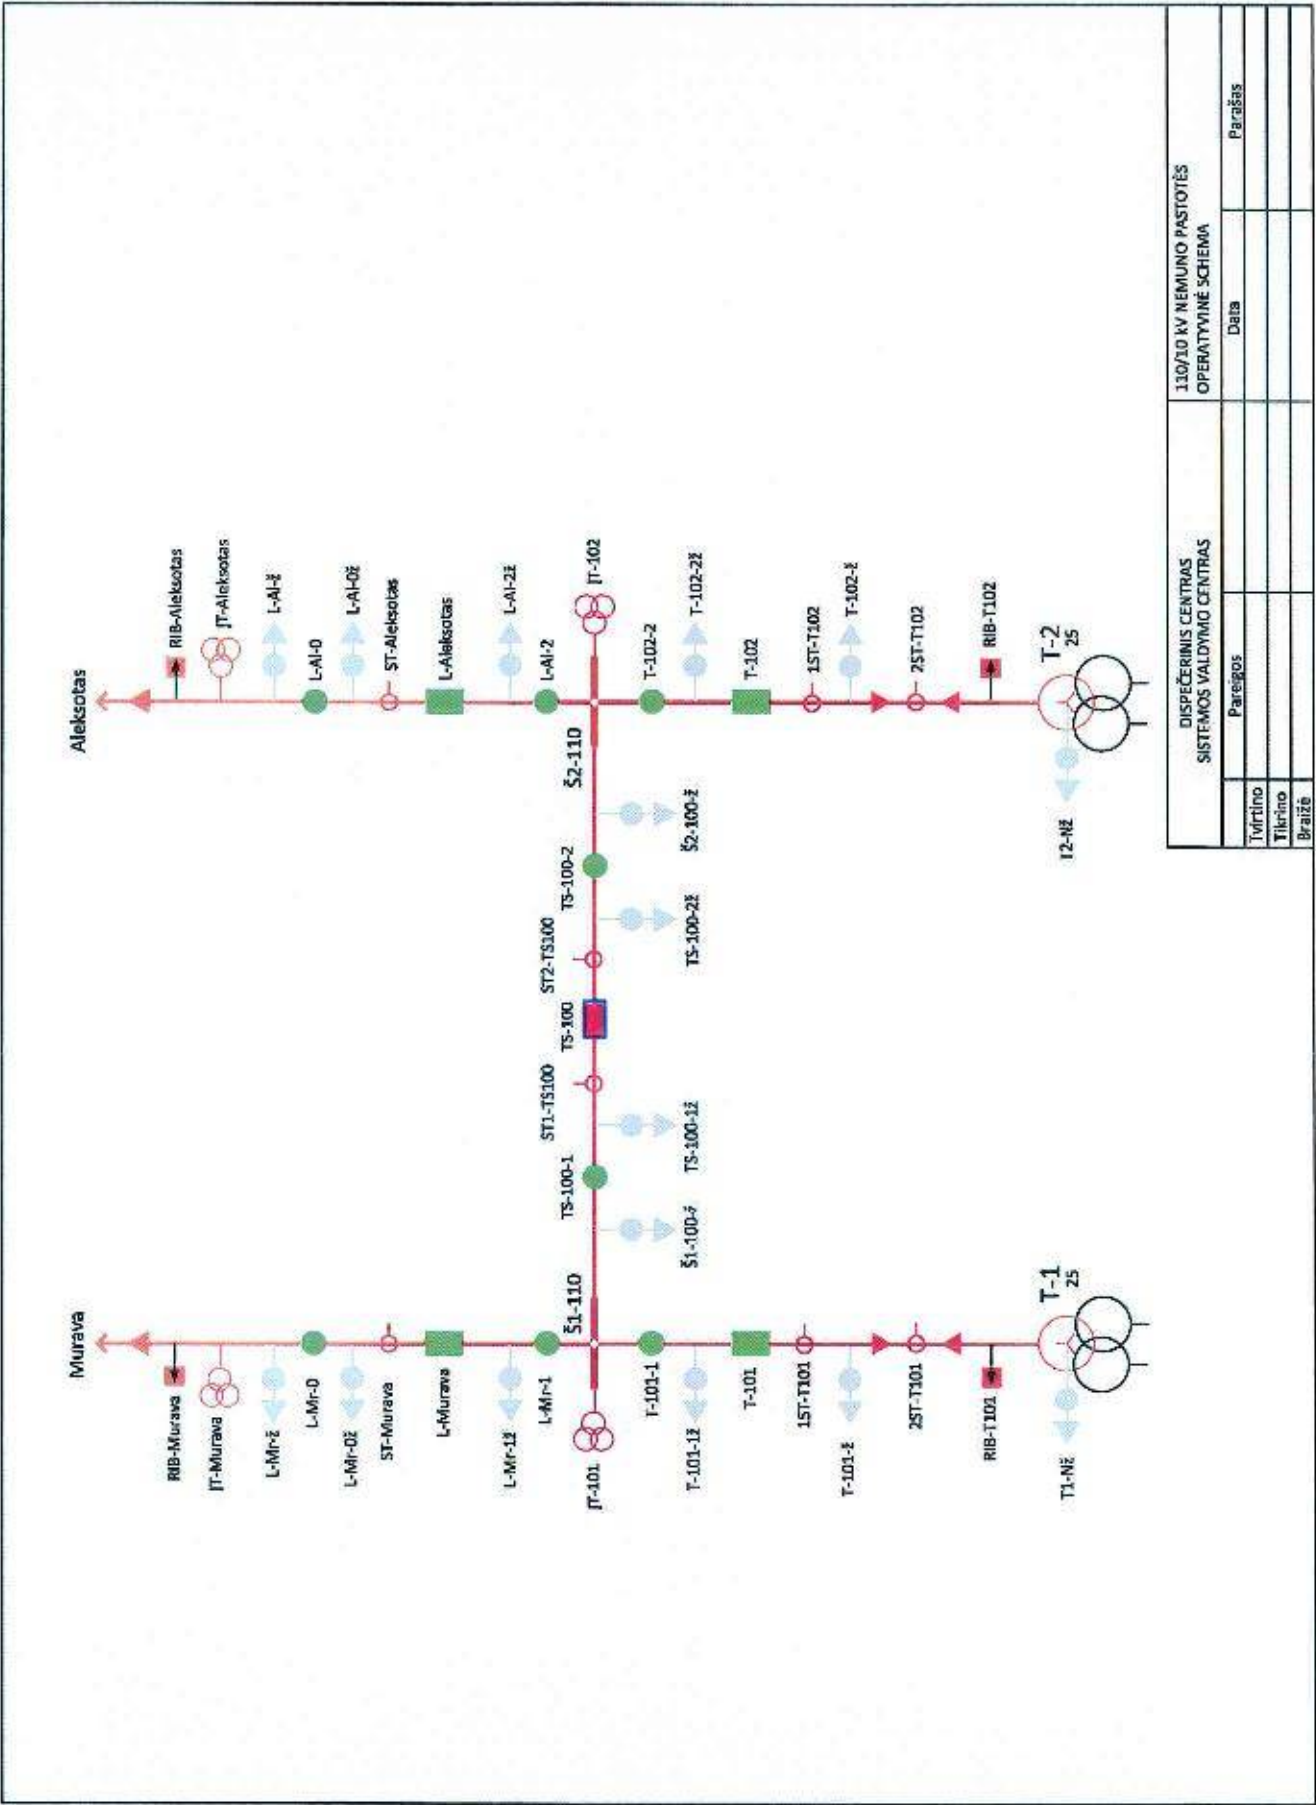 Murava
Aleksotas
RIB-Murava
RIB-Aleksotas
ĮT-Murava
ĮT-Aleksotas
L-Mr-ž
L-Al-ž
L-Mr-0
L-Al-0
L-Mr-0ž
L-Al-0ž
ST-Murava
ST-Aleksotas
L-Murava
L-Aleksotas
L-Mr-1ž
L-Al-2ž
L-Mr-1
L-Al-2
ĮT-101
Š1-110
TS-100-1
ST1-TS100
TS-100
ST2-TS100
TS-100-2
Š2-110
ĮT-102
Š1-100-ž
TS-100-1ž
TS-100-2ž
Š2-100-ž
T-101-1
T-102-2
T-101-1ž
T-102-2ž
T-101
T-102
1ST-T101
1ST-T102
T-101-ž
T-102-ž
2ST-T101
2ST-T102
RIB-T101
RIB-T102
T-1
25
T-2
25
T1-Nž
T2-Nž
DISPEČERINIS CENTRAS
SISTEMOS VALDYMO CENTRAS
110/10 kV NEMUNO PASTOTĖS
OPERATYVINĖ SCHEMA
Pareigos
Data
Parašas
Tvirtino
Tikrino
Braižė